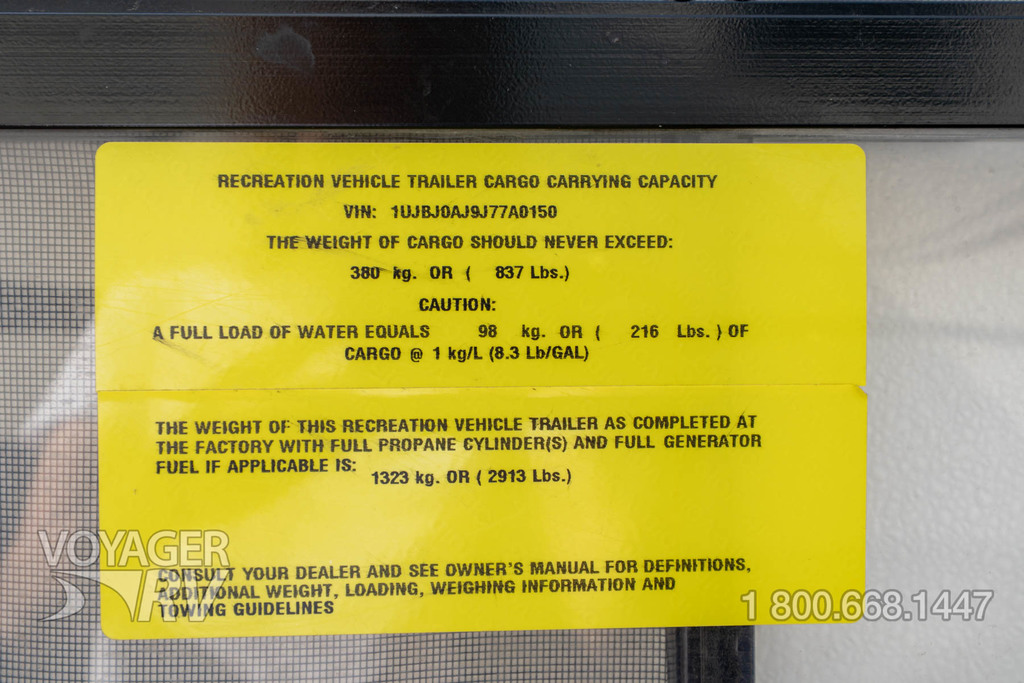 RECREATION VEHICLE TRAILER CARGO CARRYING CAPACITY
VIN: 1UJBJ0AJ9J77A0150
THE WEIGHT OF CARGO SHOULD NEVER EXCEED:
380 kg. OR ( 837 Lbs.)
CAUTION:
A FULL LOAD OF WATER EQUALS 98 kg. OR ( 216 Lbs. ) OF
CARGO @ 1 kg/L (8.3 Lb/GAL)
THE WEIGHT OF THIS RECREATION VEHICLE TRAILER AS COMPLETED AT
THE FACTORY WITH FULL PROPANE CYLINDER(S) AND FULL GENERATOR
FUEL IF APPLICABLE IS:
1323 kg. OR ( 2913 Lbs.)
CONSULT YOUR DEALER AND SEE OWNER'S MANUAL FOR DEFINITIONS,
ADDITIONAL WEIGHT, LOADING, WEIGHING INFORMATION AND
TOWING GUIDELINES
VOYAGER
RV
1 800.668.1447